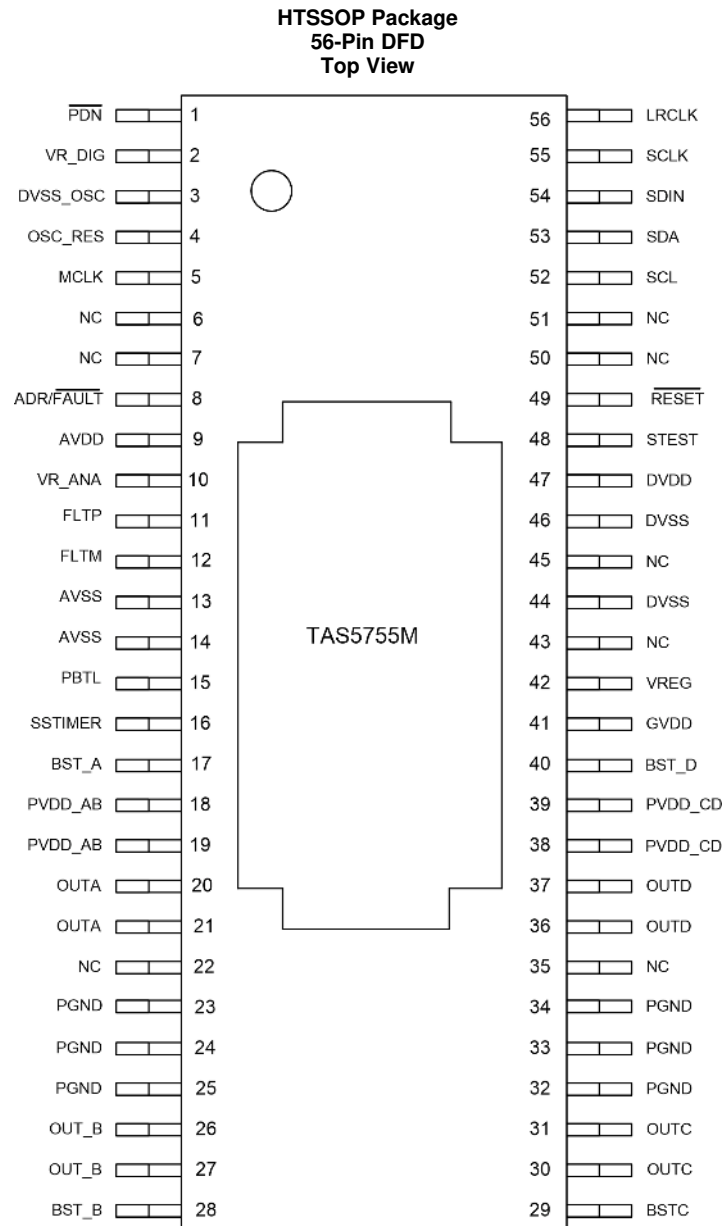 HTSSOP Package
56-Pin DFD
Top View
PDN 1 56 LRCLK
VR_DIG 2 55 SCLK
DVSS_OSC 3 54 SDIN
OSC_RES 4 53 SDA
MCLK 5 52 SCL
NC 6 51 NC
NC 7 50 NC
ADR/FAULT 8 49 RESET
AVDD 9 48 STEST
VR_ANA 10 47 DVDD
FLTP 11 46 DVSS
FLTM 12 45 NC
AVSS 13 44 DVSS
AVSS 14 TAS5755M 43 NC
PBTL 15 42 VREG
SSTIMER 16 41 GVDD
BST_A 17 40 BST_D
PVDD_AB 18 39 PVDD_CD
PVDD_AB 19 38 PVDD_CD
OUTA 20 37 OUTD
OUTA 21 36 OUTD
NC 22 35 NC
PGND 23 34 PGND
PGND 24 33 PGND
PGND 25 32 PGND
OUT_B 26 31 OUTC
OUT_B 27 30 OUTC
BST_B 28 29 BSTC